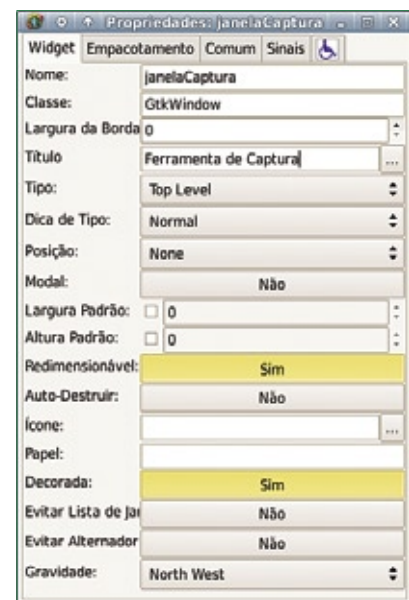 Propriedades: janelaCaptura
Widget Empacotamento Comum Sinais
Nome: janelaCaptura
Classe: GtkWindow
Largura da Borda 0
Título Ferramenta de Captura ...
Tipo: Top Level
Dica de Tipo: Normal
Posição: None
Modal: Não
Largura Padrão: 0
Altura Padrão: 0
Redimensionável: Sim
Auto-Destruir: Não
Ícone: ...
Papel:
Decorada: Sim
Evitar Lista de Jan Não
Evitar Alternador Não
Gravidade: North West